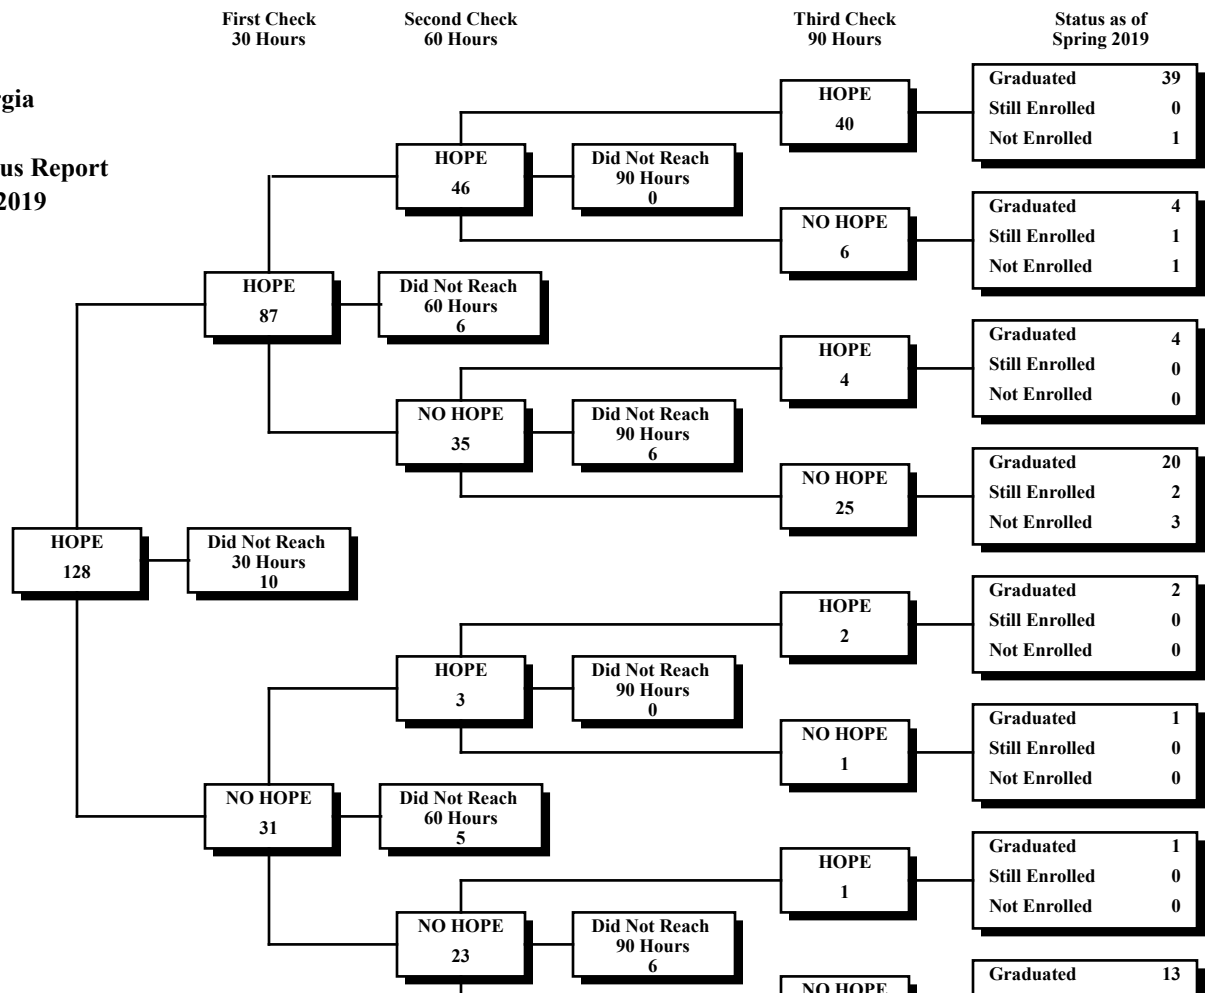 First Check
30 Hours
Second Check
60 Hours
Third Check
90 Hours
Status as of
Spring 2019
rgia
us Report
2019
HOPE
40
Graduated 39
Still Enrolled 0
Not Enrolled 1
HOPE
46
Did Not Reach
90 Hours
0
NO HOPE
6
Graduated 4
Still Enrolled 1
Not Enrolled 1
HOPE
87
Did Not Reach
60 Hours
6
HOPE
4
Graduated 4
Still Enrolled 0
Not Enrolled 0
NO HOPE
35
Did Not Reach
90 Hours
6
NO HOPE
25
Graduated 20
Still Enrolled 2
Not Enrolled 3
HOPE
128
Did Not Reach
30 Hours
10
HOPE
2
Graduated 2
Still Enrolled 0
Not Enrolled 0
HOPE
3
Did Not Reach
90 Hours
0
NO HOPE
1
Graduated 1
Still Enrolled 0
Not Enrolled 0
NO HOPE
31
Did Not Reach
60 Hours
5
HOPE
1
Graduated 1
Still Enrolled 0
Not Enrolled 0
NO HOPE
23
Did Not Reach
90 Hours
6
NO HOPE
Graduated 13